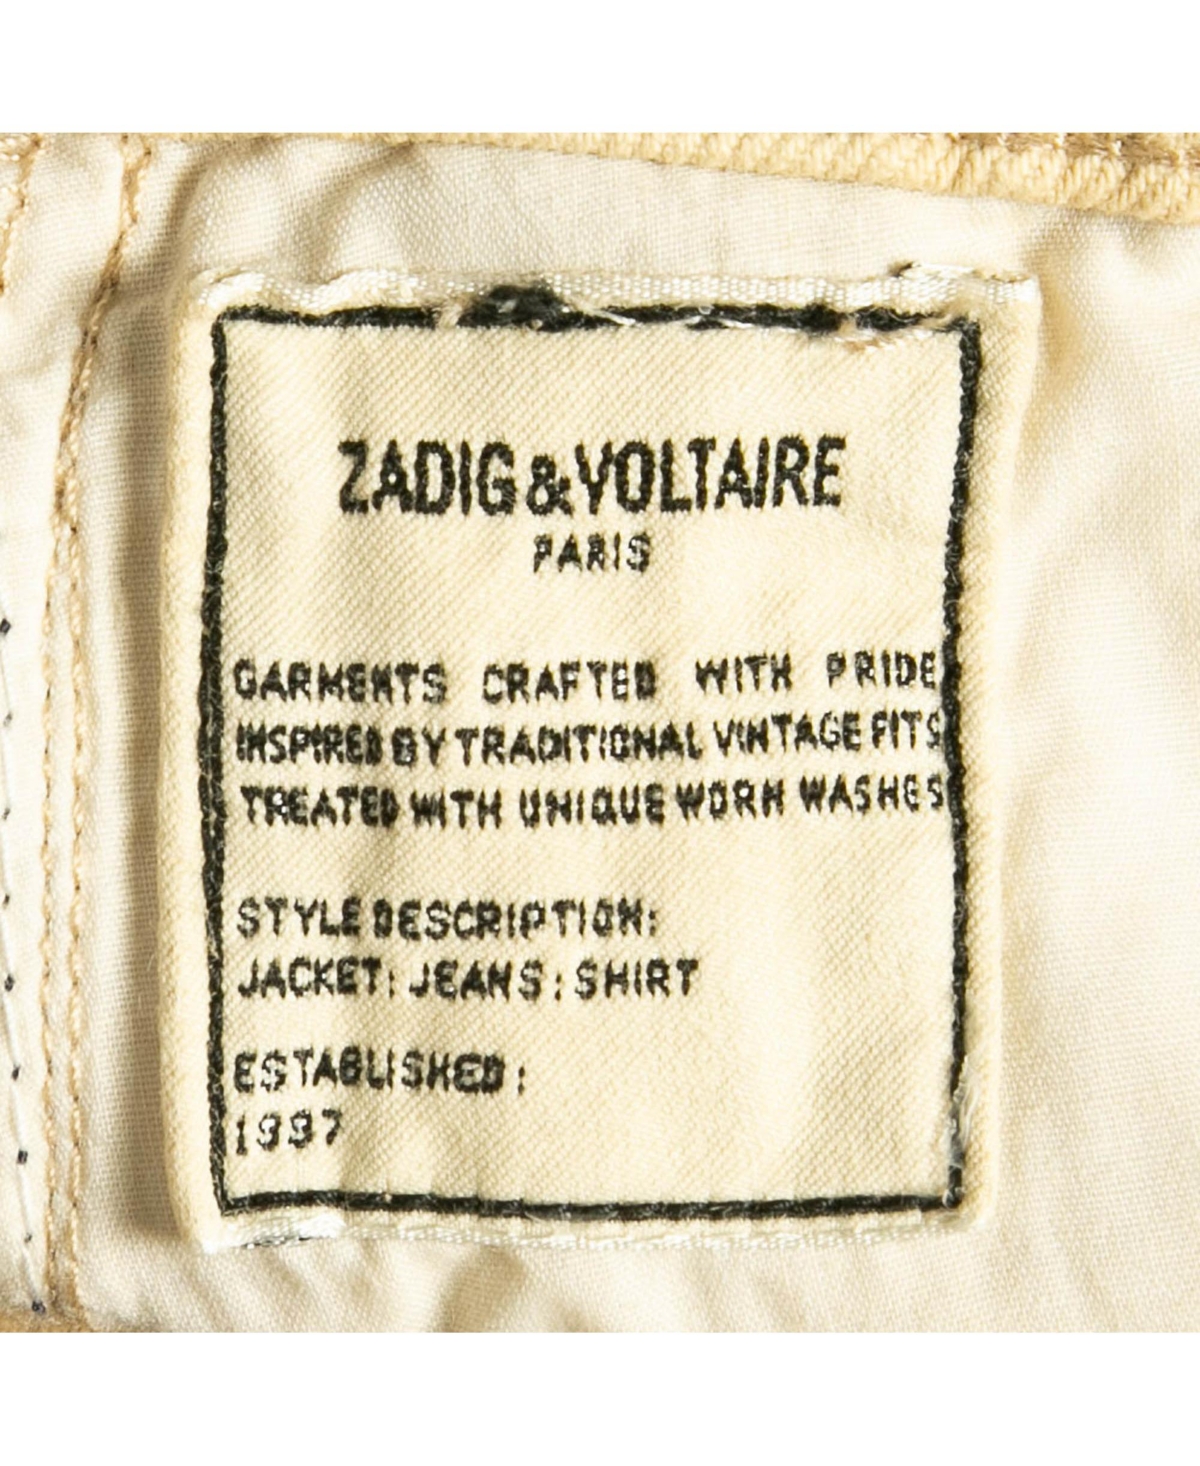 ZADIG&VOLTAIRE
PARIS
GARMENTS CRAFTED WITH PRIDE
INSPIRED BY TRADITIONAL VINTAGE FITS
TREATED WITH UNIQUE WORN WASHES
STYLE DESCRIPTION:
JACKET: JEANS: SHIRT
ESTABLISHED:
1997